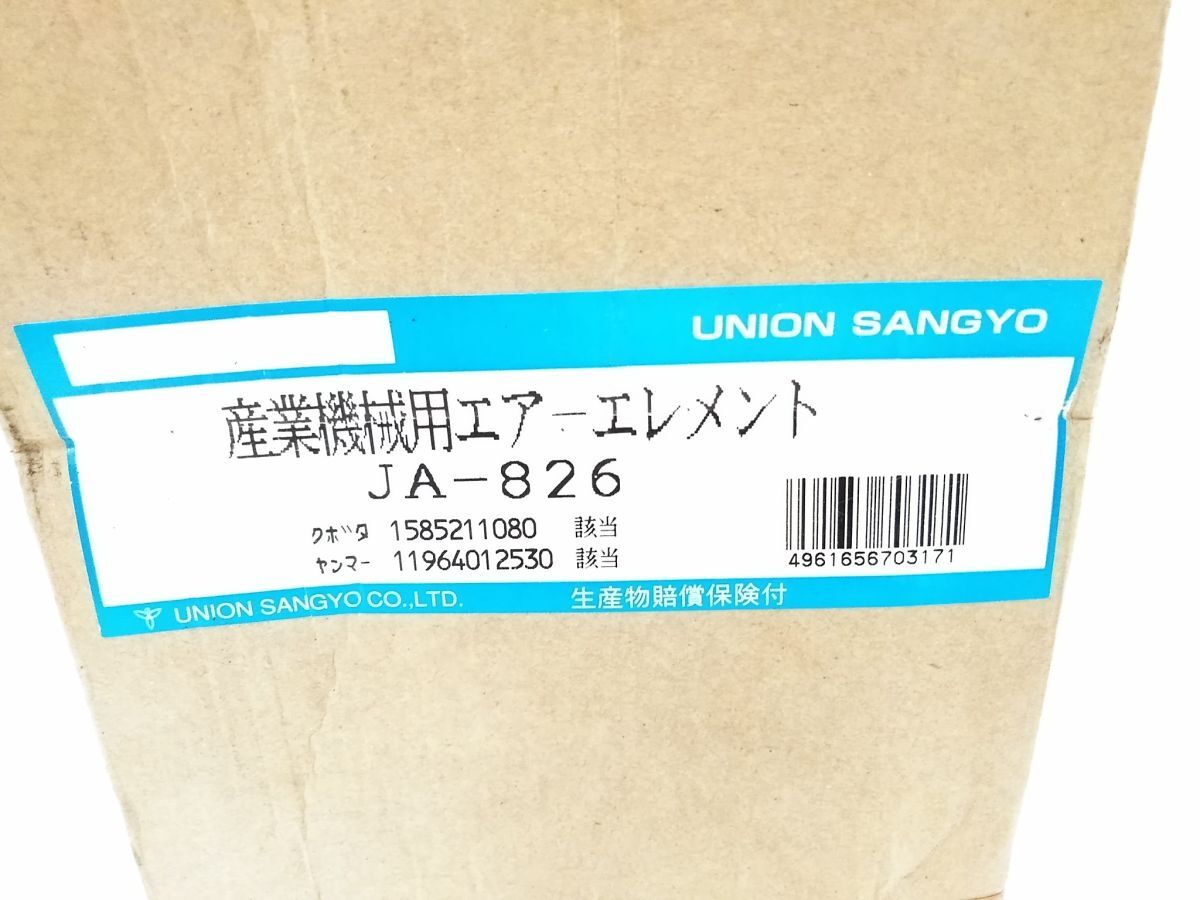 UNION SANGYO
産業機械用エアーエレメント
JA-826
クボタ 1585211080 該当
ヤンマー 11964012530 該当
4961656703171
UNION SANGYO CO.,LTD. 生産物賠償保険付